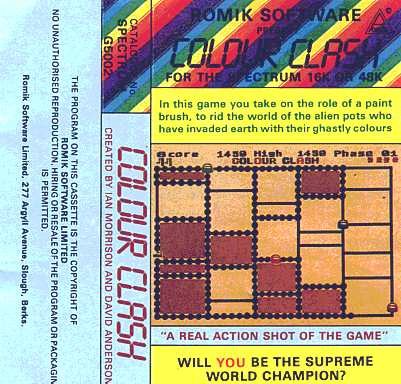 ROMIK SOFTWARE
COLOUR CLASH
FOR THE SPECTRUM 16K OR 48K
In this game you take on the role of a paint
brush, to rid the world of the alien pots who
have invaded earth with their ghastly colours
Score 1450 High 1450 Phase 01
COLOUR CLASH
"A REAL ACTION SHOT OF THE GAME"
WILL YOU BE THE SUPREME
WORLD CHAMPION?
CATALOG No.
SPECTRUM
G5002
COLOUR CLASH
CREATED BY IAN MORRISON AND DAVID ANDERSON
THE PROGRAM ON THIS CASSETTE IS THE COPYRIGHT OF
ROMIK SOFTWARE LIMITED
NO UNAUTHORISED REPRODUCTION, HIRING OR RESALE OF THE PROGRAM OR PACKAGIN
IS PERMITTED.
Romik Software Limited, 277 Argyll Avenue, Slough, Berks.